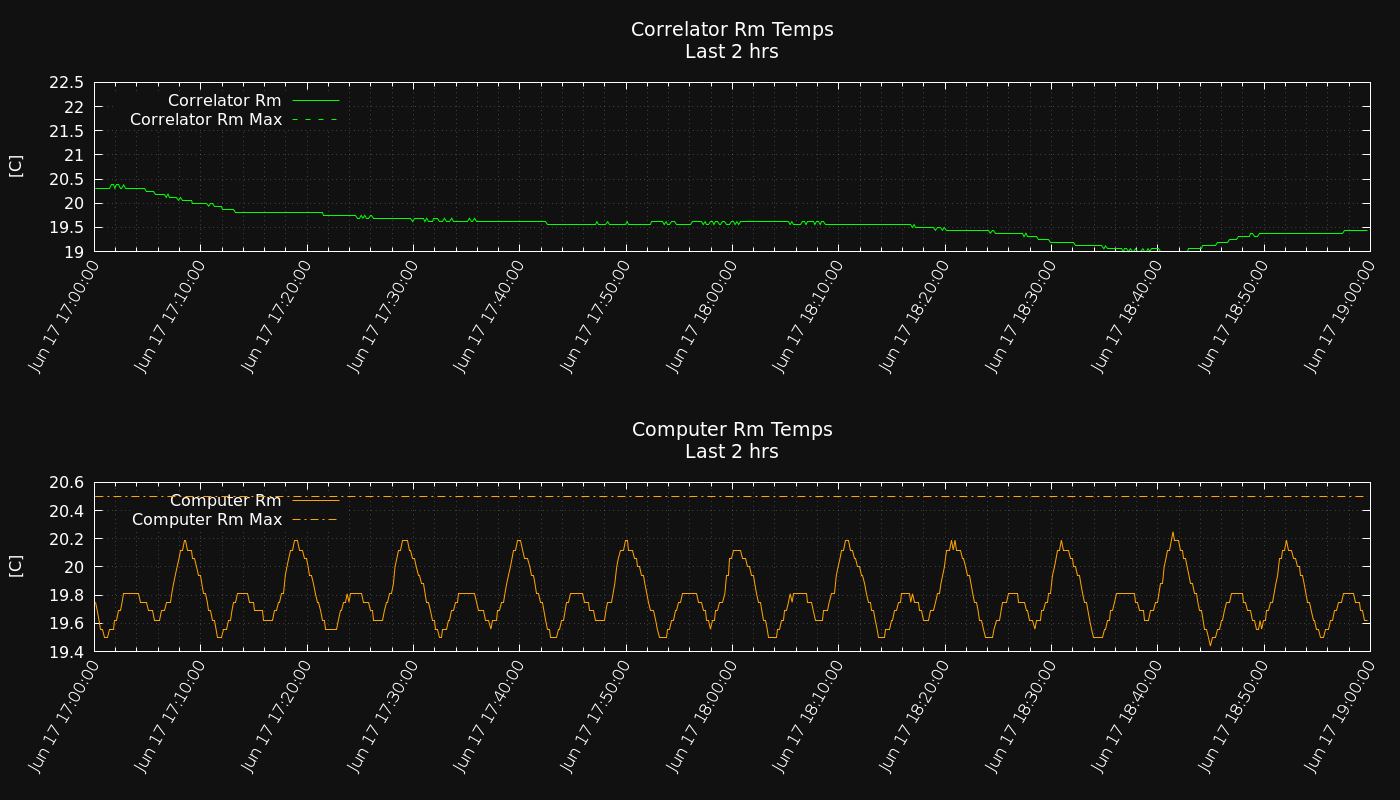 Correlator Rm Temps
Last 2 hrs
22.5
22
21.5
21
20.5
20
19.5
19
[C]
Correlator Rm
Correlator Rm Max
Jun 17 17:00:00
Jun 17 17:10:00
Jun 17 17:20:00
Jun 17 17:30:00
Jun 17 17:40:00
Jun 17 17:50:00
Jun 17 18:00:00
Jun 17 18:10:00
Jun 17 18:20:00
Jun 17 18:30:00
Jun 17 18:40:00
Jun 17 18:50:00
Jun 17 19:00:00
Computer Rm Temps
Last 2 hrs
20.6
20.4
20.2
20
19.8
19.6
19.4
[C]
Computer Rm
Computer Rm Max
Jun 17 17:00:00
Jun 17 17:10:00
Jun 17 17:20:00
Jun 17 17:30:00
Jun 17 17:40:00
Jun 17 17:50:00
Jun 17 18:00:00
Jun 17 18:10:00
Jun 17 18:20:00
Jun 17 18:30:00
Jun 17 18:40:00
Jun 17 18:50:00
Jun 17 19:00:00